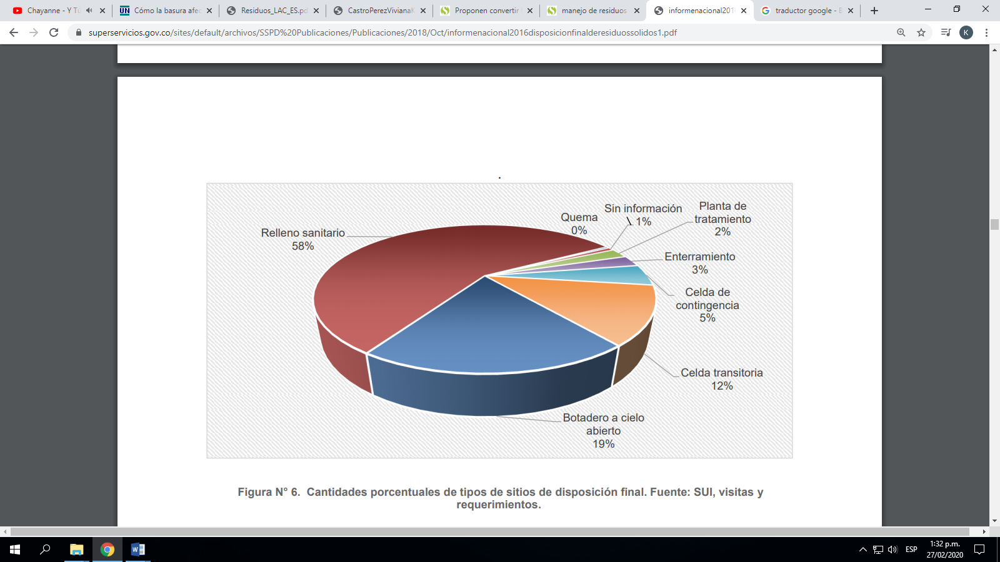 Chayanne - Y Tu
Cómo la basura afec
Residuos_LAC_ES.pd
CastroPerezVivianaK
Proponen convertir
manejo de residuos
informenacional201
traductor google - B
superservicios.gov.co/sites/default/archivos/SSPD%20Publicaciones/Publicaciones/2018/Oct/informenacional2016disposicionfinalderesiduossolidos1.pdf
K
.
Relleno sanitario
58%
Quema
0%
Sin información
\ 1%
Planta de
tratamiento
2%
Enterramiento
3%
Celda de
contingencia
5%
Celda transitoria
12%
Botadero a cielo
abierto
19%
Figura N° 6. Cantidades porcentuales de tipos de sitios de disposición final. Fuente: SUI, visitas y
requerimientos.
ESP
1:32 p.m.
27/02/2020